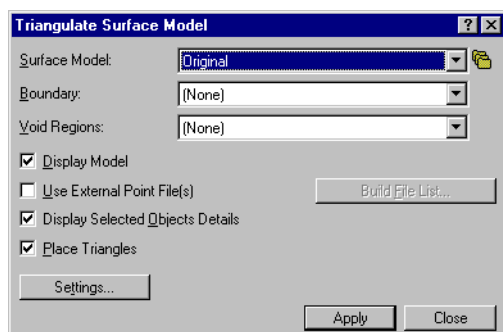 Triangulate Surface Model
Surface Model: Original
Boundary: (None)
Void Regions: (None)
Display Model
Use External Point File(s) Build File List...
Display Selected Objects Details
Place Triangles
Settings...
Apply Close